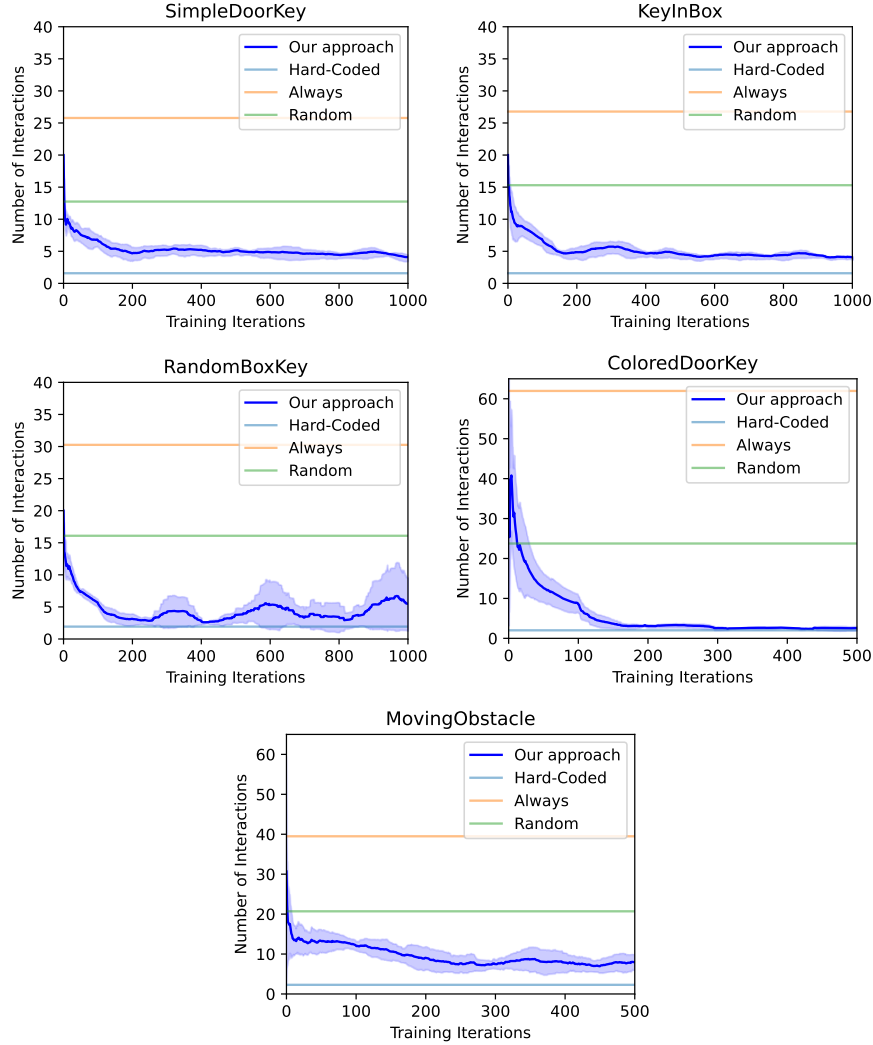 SimpleDoorKey
Number of Interactions
40
35
30
25
20
15
10
5
0
Our approach
Hard-Coded
Always
Random
0 200 400 600 800 1000
Training Iterations
KeyInBox
Number of Interactions
40
35
30
25
20
15
10
5
0
Our approach
Hard-Coded
Always
Random
0 200 400 600 800 1000
Training Iterations
RandomBoxKey
Number of Interactions
40
35
30
25
20
15
10
5
0
Our approach
Hard-Coded
Always
Random
0 200 400 600 800 1000
Training Iterations
ColoredDoorKey
Number of Interactions
60
50
40
30
20
10
0
Our approach
Hard-Coded
Always
Random
0 100 200 300 400 500
Training Iterations
MovingObstacle
Number of Interactions
60
50
40
30
20
10
0
Our approach
Hard-Coded
Always
Random
0 100 200 300 400 500
Training Iterations